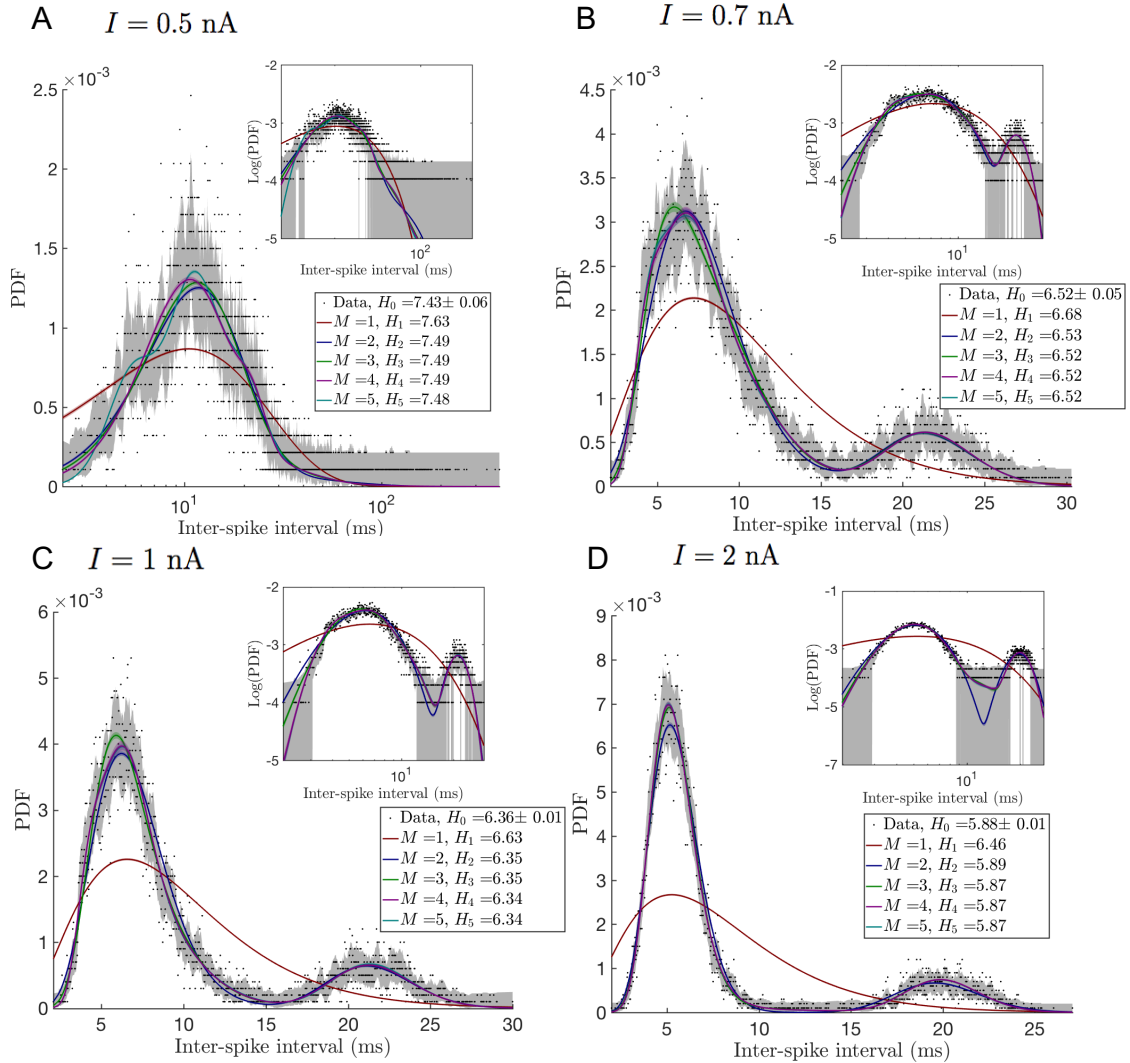 A
I = 0.5 nA
×10⁻³
2.5
2
1.5
1
0.5
0
PDF
10¹
10²
Inter-spike interval (ms)
-2
-3
-4
-5
Log(PDF)
10²
Inter-spike interval (ms)
Data, H₀ =7.43± 0.06
M =1, H₁ =7.63
M =2, H₂ =7.49
M =3, H₃ =7.49
M =4, H₄ =7.49
M =5, H₅ =7.48
B
I = 0.7 nA
×10⁻³
4.5
4
3.5
3
2.5
2
1.5
1
0.5
0
PDF
5
10
15
20
25
30
Inter-spike interval (ms)
-2
-3
-4
-5
Log(PDF)
10¹
Inter-spike interval (ms)
Data, H₀ =6.52± 0.05
M =1, H₁ =6.68
M =2, H₂ =6.53
M =3, H₃ =6.52
M =4, H₄ =6.52
M =5, H₅ =6.52
C
I = 1 nA
×10⁻³
6
5
4
3
2
1
0
PDF
5
10
15
20
25
30
Inter-spike interval (ms)
-2
-3
-4
-5
Log(PDF)
10¹
Inter-spike interval (ms)
Data, H₀ =6.36± 0.01
M =1, H₁ =6.63
M =2, H₂ =6.35
M =3, H₃ =6.35
M =4, H₄ =6.34
M =5, H₅ =6.34
D
I = 2 nA
×10⁻³
9
8
7
6
5
4
3
2
1
0
PDF
5
10
15
20
25
Inter-spike interval (ms)
-1
-3
-5
-7
Log(PDF)
10¹
Inter-spike interval (ms)
Data, H₀ =5.88± 0.01
M =1, H₁ =6.46
M =2, H₂ =5.89
M =3, H₃ =5.87
M =4, H₄ =5.87
M =5, H₅ =5.87